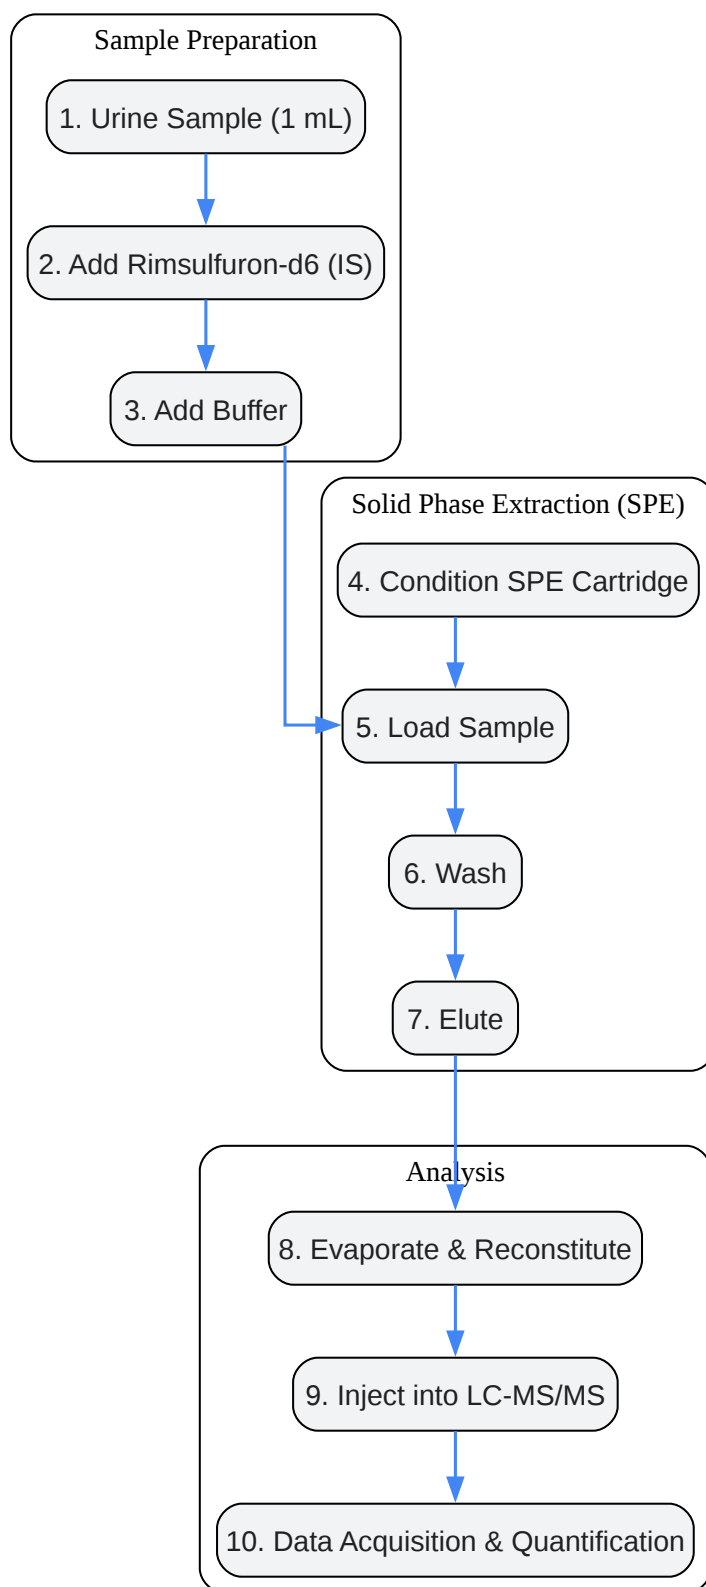 Sample Preparation
1. Urine Sample (1 mL)
2. Add Rimsulfuron-d6 (IS)
3. Add Buffer
Solid Phase Extraction (SPE)
4. Condition SPE Cartridge
5. Load Sample
6. Wash
7. Elute
Analysis
8. Evaporate & Reconstitute
9. Inject into LC-MS/MS
10. Data Acquisition & Quantification